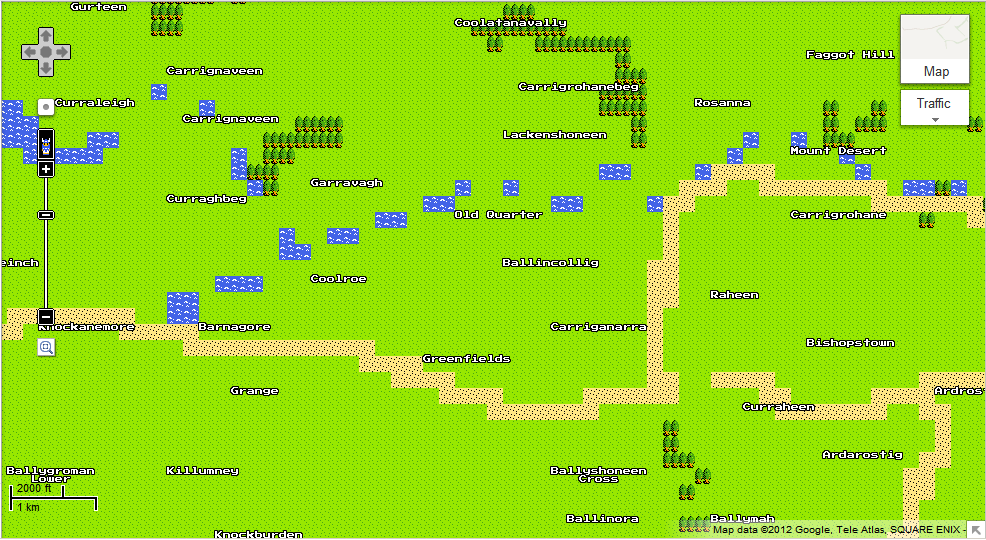 Gurteen
Coolatanavally
Faggot Hill
Carrignaveen
Map
Carrigrohanebeg
Curraleigh
Rosanna
Traffic
Carrignaveen
Lackenshoneen
Mount Desert
Garravagh
Curraghbeg
Old Quarter
Carrigrohane
einch
Ballincollig
Coolroe
Raheen
Knockanemore
Barnagore
Carriganarra
Bishopstown
Greenfields
Grange
Ardros
Curraheen
Ardarostig
Ballygroman
Lower
Killumney
Ballyshoneen
Cross
2000 ft
1 km
Ballinora
Ballymah
Map data ©2012 Google, Tele Atlas, SQUARE ENIX -
Knockburden